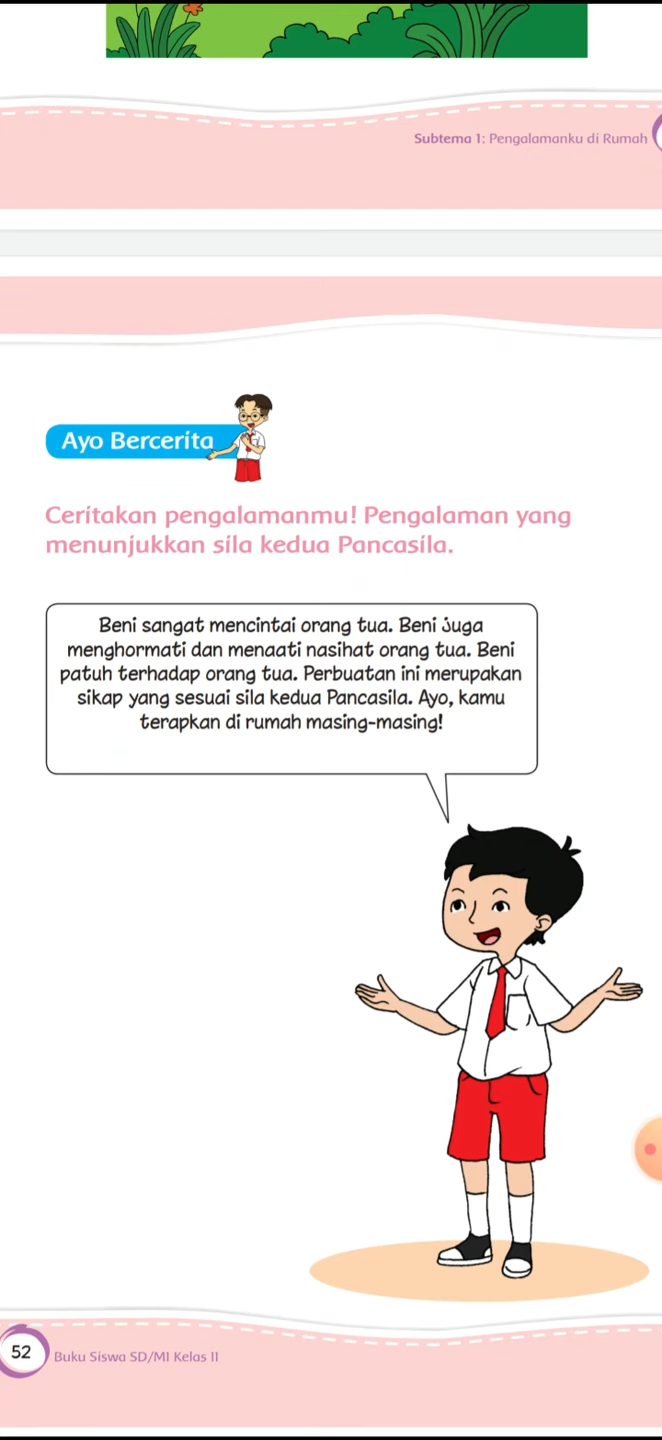 Subtema 1: Pengalamanku di Rumah
Ayo Bercerita
Ceritakan pengalamanmu! Pengalaman yang
menunjukkan sila kedua Pancasila.
Beni sangat mencintai orang tua. Beni juga
menghormati dan menaati nasihat orang tua. Beni
patuh terhadap orang tua. Perbuatan ini merupakan
sikap yang sesuai sila kedua Pancasila. Ayo, kamu
terapkan di rumah masing-masing!
52
Buku Siswa SD/MI Kelas II